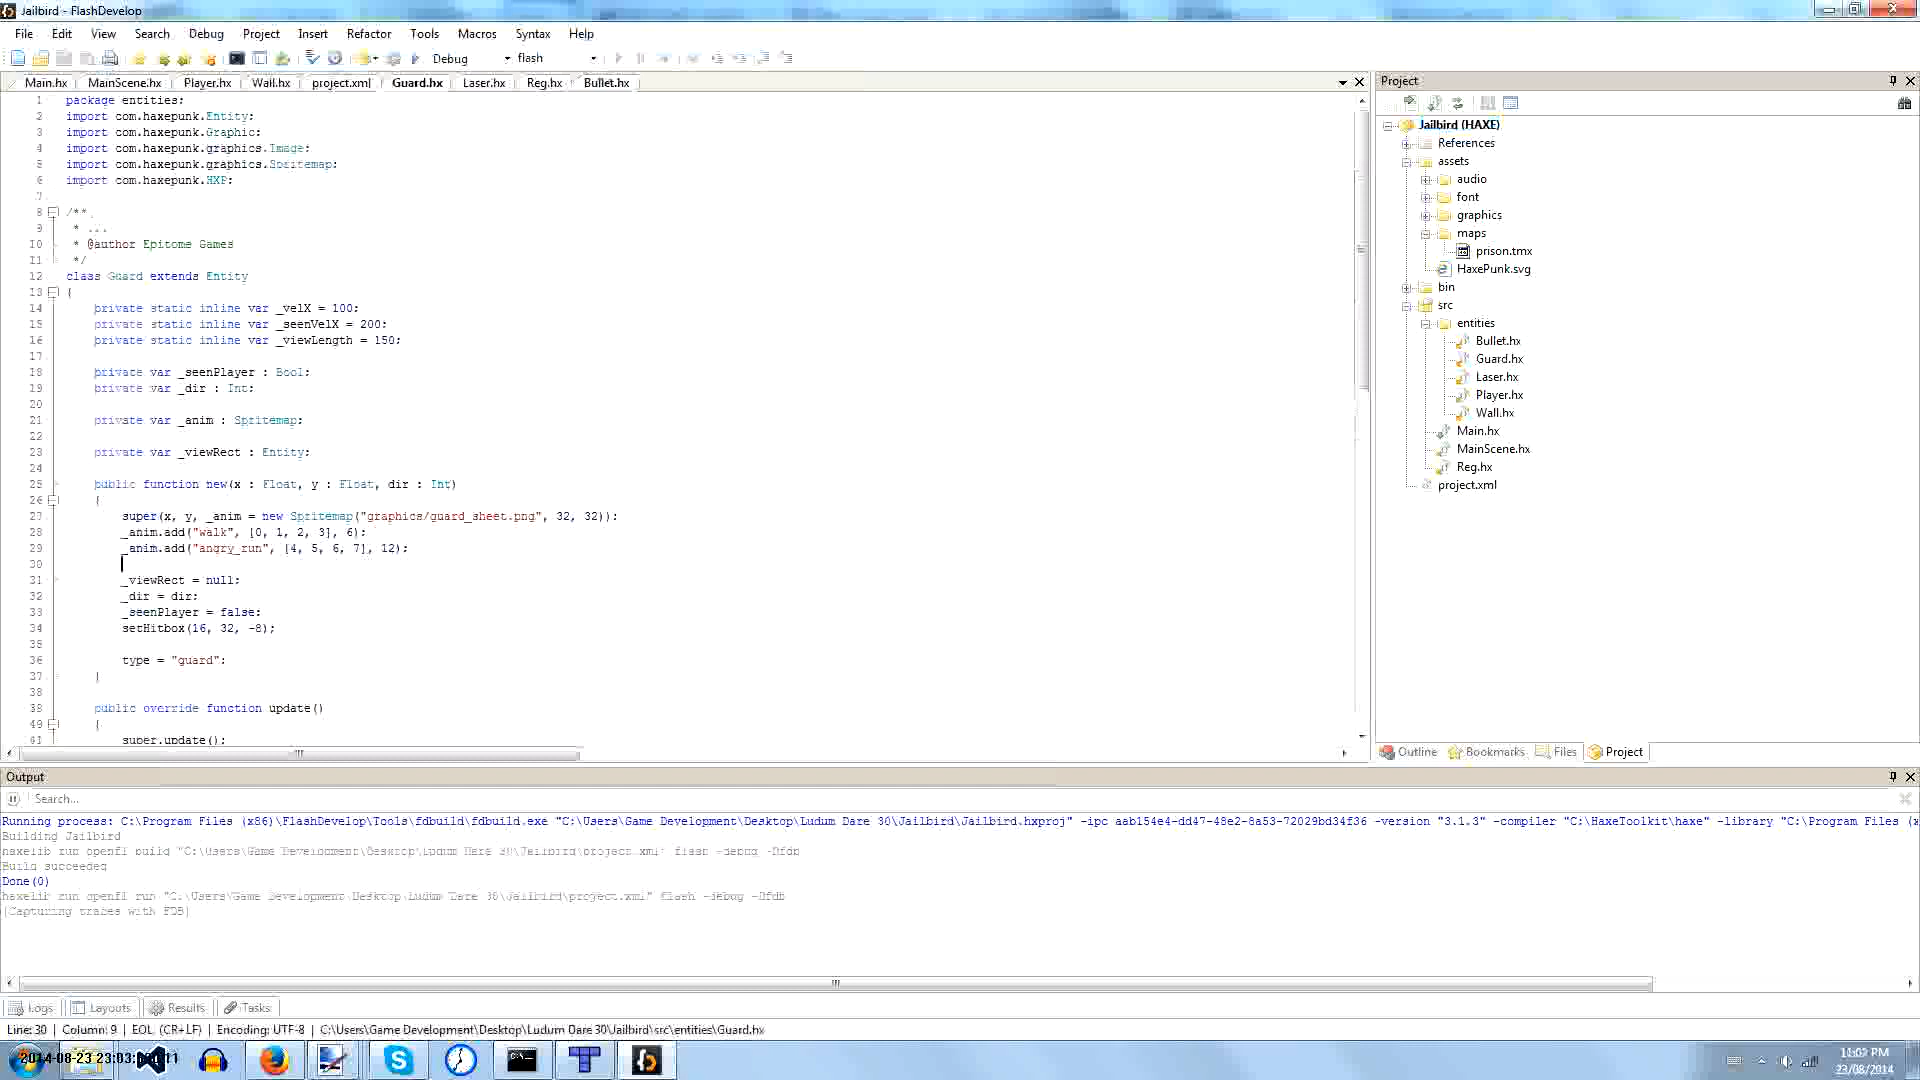 Jailbird - FlashDevelop
File Edit View Search Debug Project Insert Refactor Tools Macros Syntax Help
Debug flash
Main.hx MainScene.hx Player.hx Wall.hx project.xml Guard.hx Laser.hx Reg.hx Bullet.hx
1 package entities;
2 import com.haxepunk.Entity;
3 import com.haxepunk.Graphic;
4 import com.haxepunk.graphics.Image;
5 import com.haxepunk.graphics.Spritemap;
6 import com.haxepunk.HXP;
7
8 /**
9 * ...
10 * @author Epitome Games
11 */
12 class Guard extends Entity
13 {
14 private static inline var _velX = 100;
15 private static inline var _seenVelX = 200;
16 private static inline var _viewLength = 150;
17
18 private var _seenPlayer : Bool;
19 private var _dir : Int;
20
21 private var _anim : Spritemap;
22
23 private var _viewRect : Entity;
24
25 public function new(x : Float, y : Float, dir : Int)
26 {
27 super(x, y, _anim = new Spritemap("graphics/guard_sheet.png", 32, 32));
28 _anim.add("walk", [0, 1, 2, 3], 6);
29 _anim.add("angry_run", [4, 5, 6, 7], 12);
30
31 _viewRect = null;
32 _dir = dir;
33 _seenPlayer = false;
34 setHitbox(16, 32, -8);
35
36 type = "guard";
37 }
38
39 public override function update()
40 {
41 super.update();
Project
Jailbird (HAXE)
References
assets
audio
font
graphics
maps
prison.tmx
HaxePunk.svg
bin
src
entities
Bullet.hx
Guard.hx
Laser.hx
Player.hx
Wall.hx
Main.hx
MainScene.hx
Reg.hx
project.xml
Outline Bookmarks Files Project
Output
Search...
Running process: C:\Program Files (x86)\FlashDevelop\Tools\fdbuild\fdbuild.exe "C:\Users\Game Development\Desktop\Ludum Dare 30\Jailbird\Jailbird.hxproj" -ipc aab154e4-dd47-48e2-8a53-72029bd34f36 -version "3.1.3" -compiler "C:\HaxeToolkit\haxe" -library "C:\Program Files (x
Building Jailbird
haxelib run openfl build "C:\Users\Game Development\Desktop\Ludum Dare 30\Jailbird\project.xml" flash -debug -Dfdb
Build succeeded
Done(0)
haxelib run openfl run "C:\Users\Game Development\Desktop\Ludum Dare 30\Jailbird\project.xml" flash -debug -Dfdb
[Capturing traces with FDB]
Logs Layouts Results Tasks
Line: 30 | Column: 9 | EOL (CR+LF) | Encoding: UTF-8 | C:\Users\Game Development\Desktop\Ludum Dare 30\Jailbird\src\entities\Guard.hx
2014-08-23
11:03 PM
23/08/2014